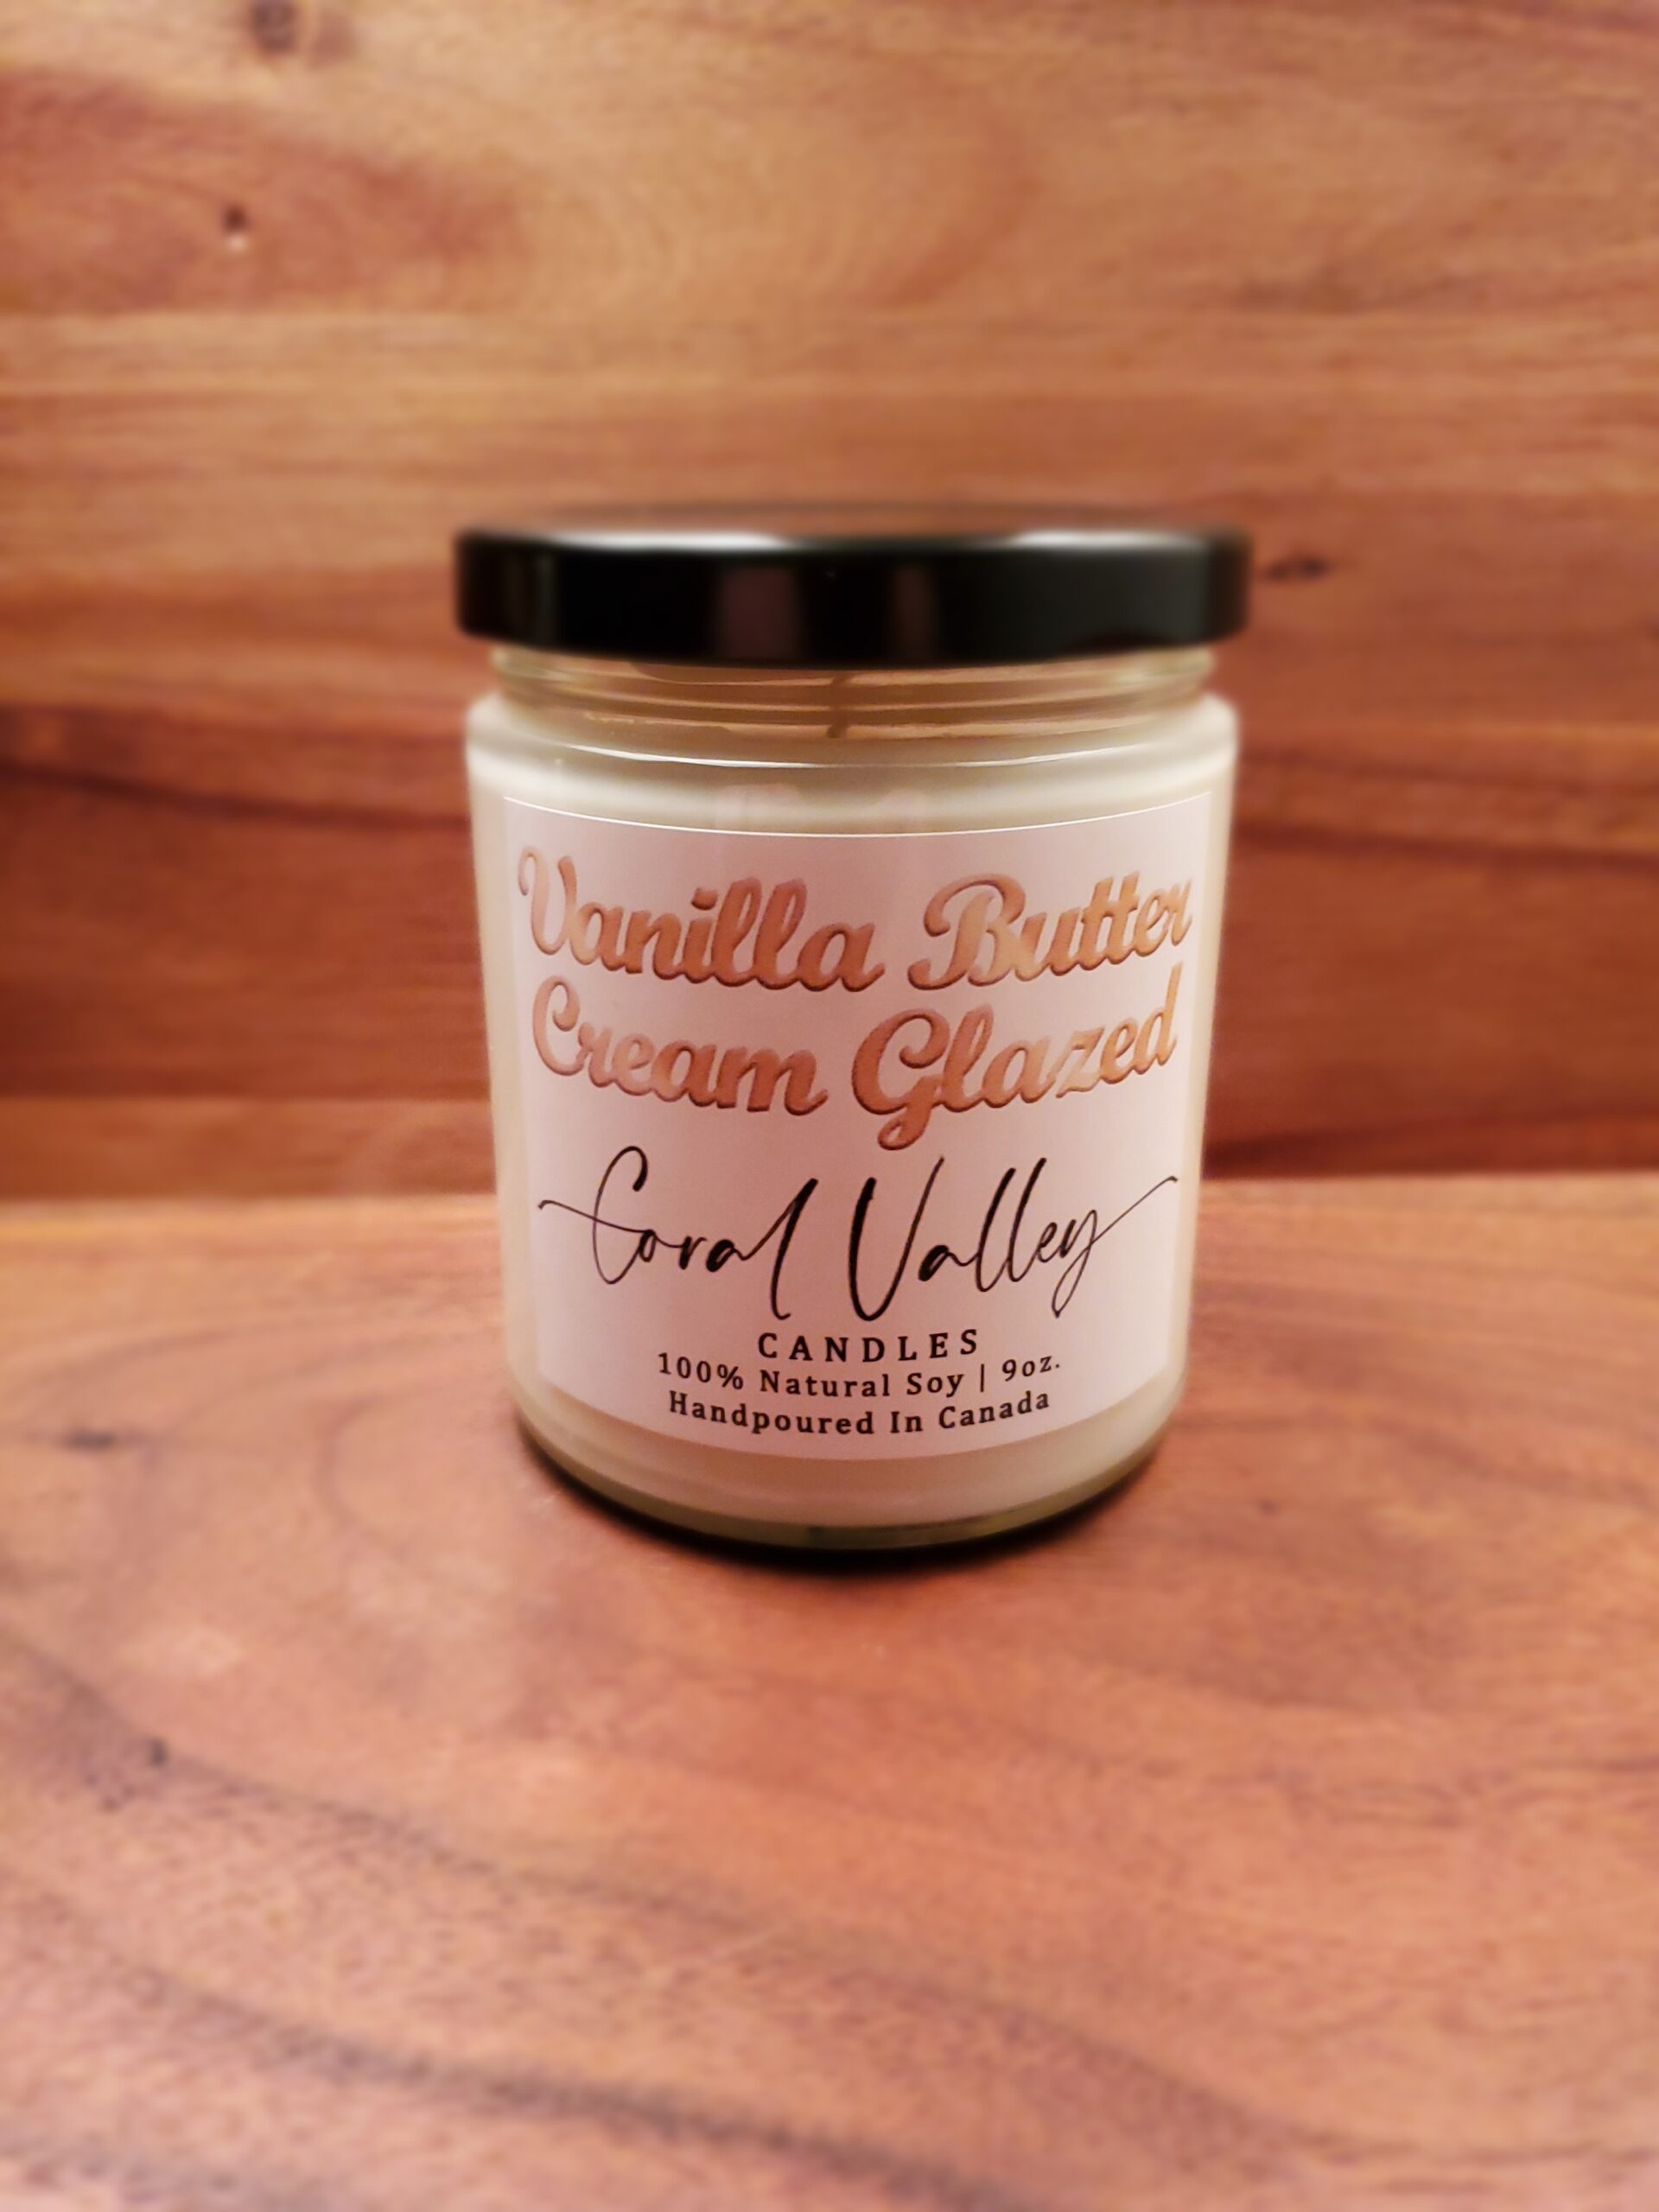 Vanilla Butter
Cream Glazed
Coral Valley
CANDLES
100% Natural Soy | 9oz.
Handpoured In Canada